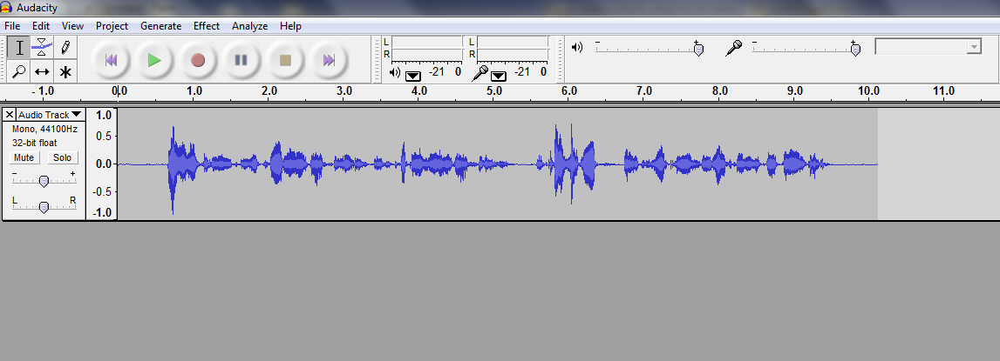 Audacity
File Edit View Project Generate Effect Analyze Help
L
R
-21 0
L
R
-21 0
- +
- +
- 1.0 0.0 1.0 2.0 3.0 4.0 5.0 6.0 7.0 8.0 9.0 10.0 11.0
Audio Track
Mono, 44100Hz
32-bit float
Mute Solo
- +
L R
1.0
0.5
0.0
-0.5
-1.0